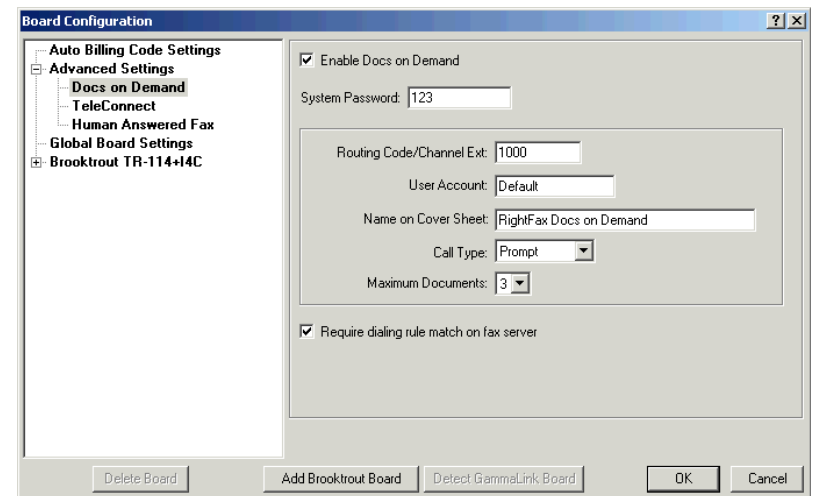 Board Configuration
Auto Billing Code Settings
Advanced Settings
Docs on Demand
TeleConnect
Human Answered Fax
Global Board Settings
Brooktrout TR-114+I4C
Enable Docs on Demand
System Password: 123
Routing Code/Channel Ext: 1000
User Account: Default
Name on Cover Sheet: RightFax Docs on Demand
Call Type: Prompt
Maximum Documents: 3
Require dialing rule match on fax server
Delete Board Add Brooktrout Board Detect GammaLink Board OK Cancel